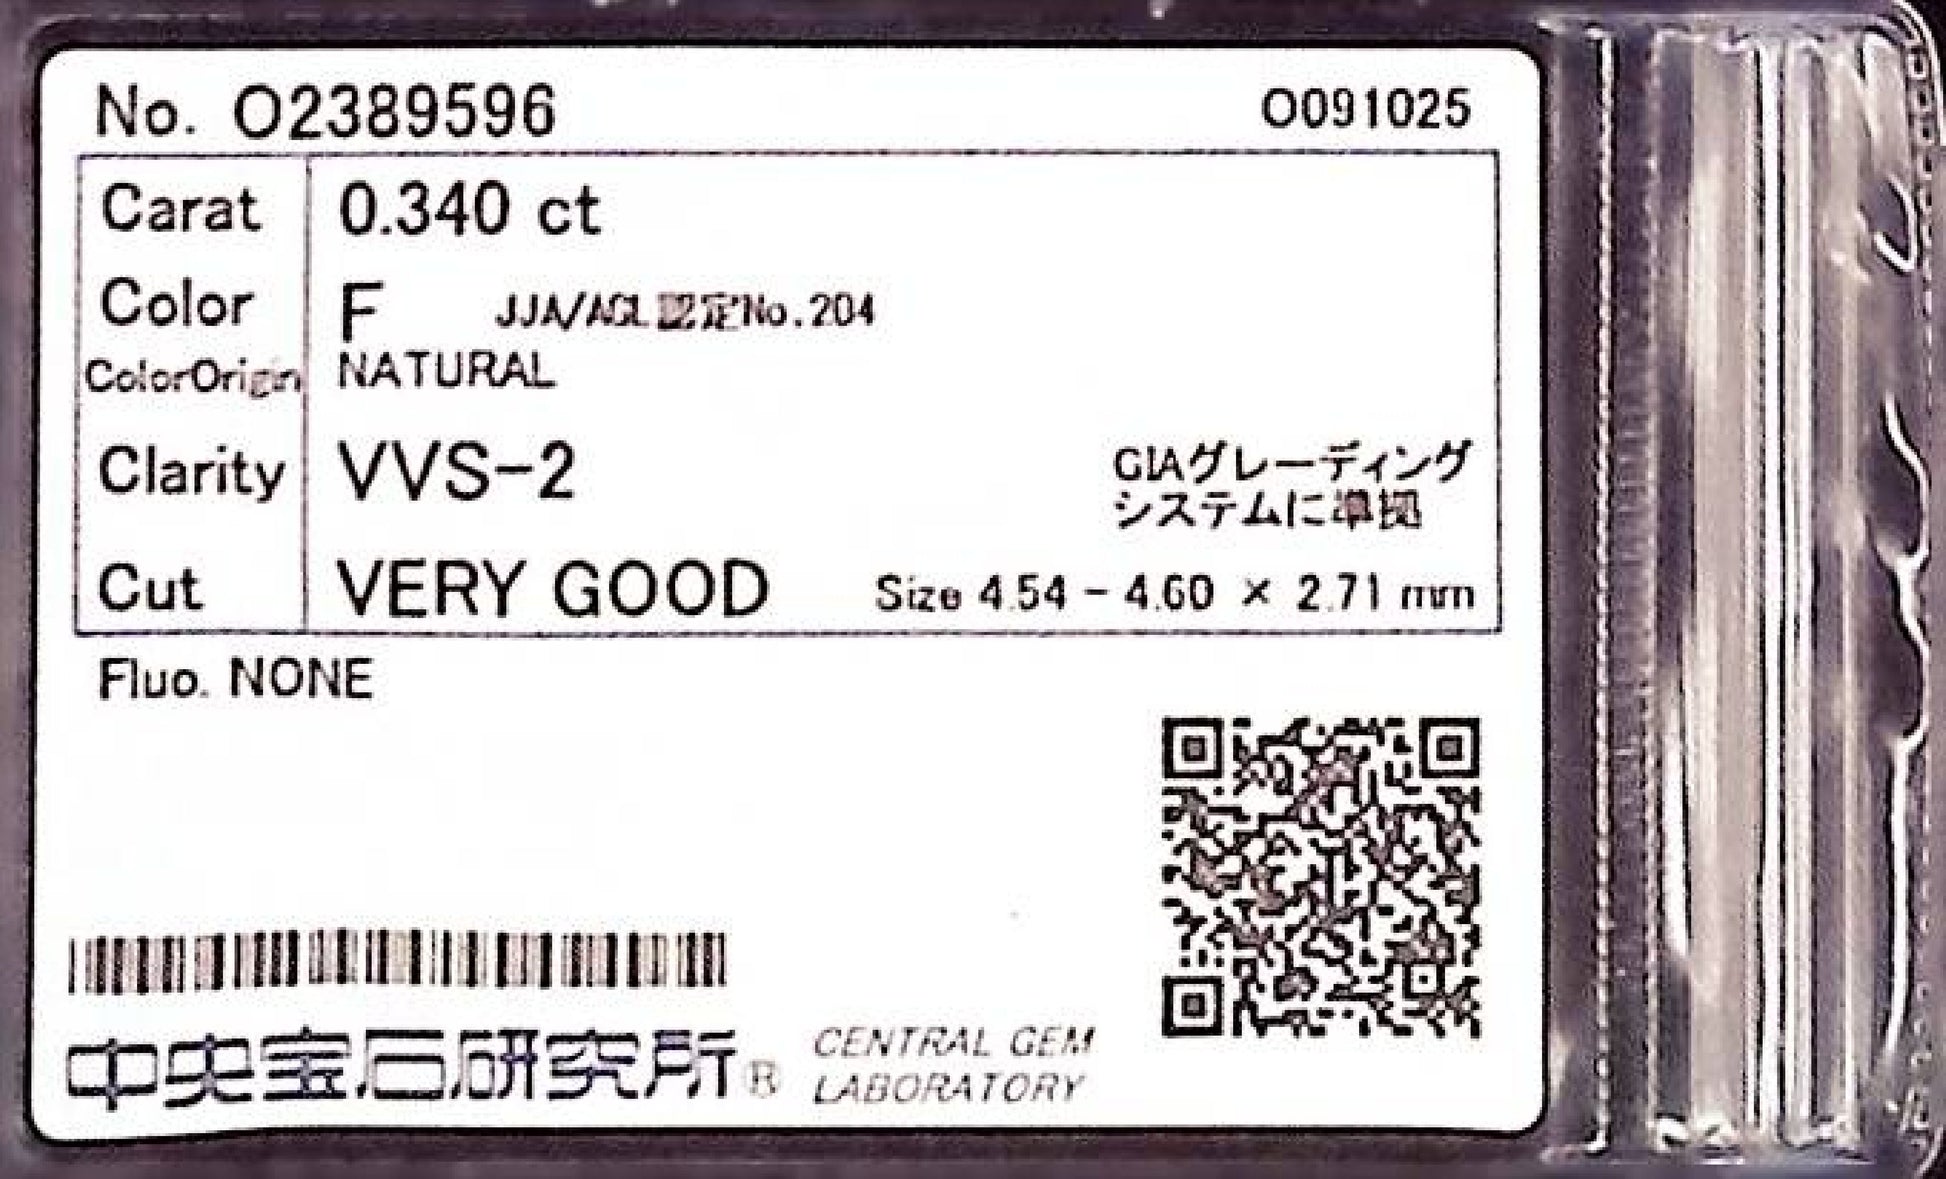 No. O2389596
O091025
Carat 0.340 ct
Color F JJA/AGL認定No.204
ColorOrigin NATURAL
Clarity VVS-2
GIAグレーディング
システムに準拠
Cut VERY GOOD Size 4.54 - 4.60 × 2.71 mm
Fluo. NONE
中央宝石研究所® CENTRAL GEM
LABORATORY